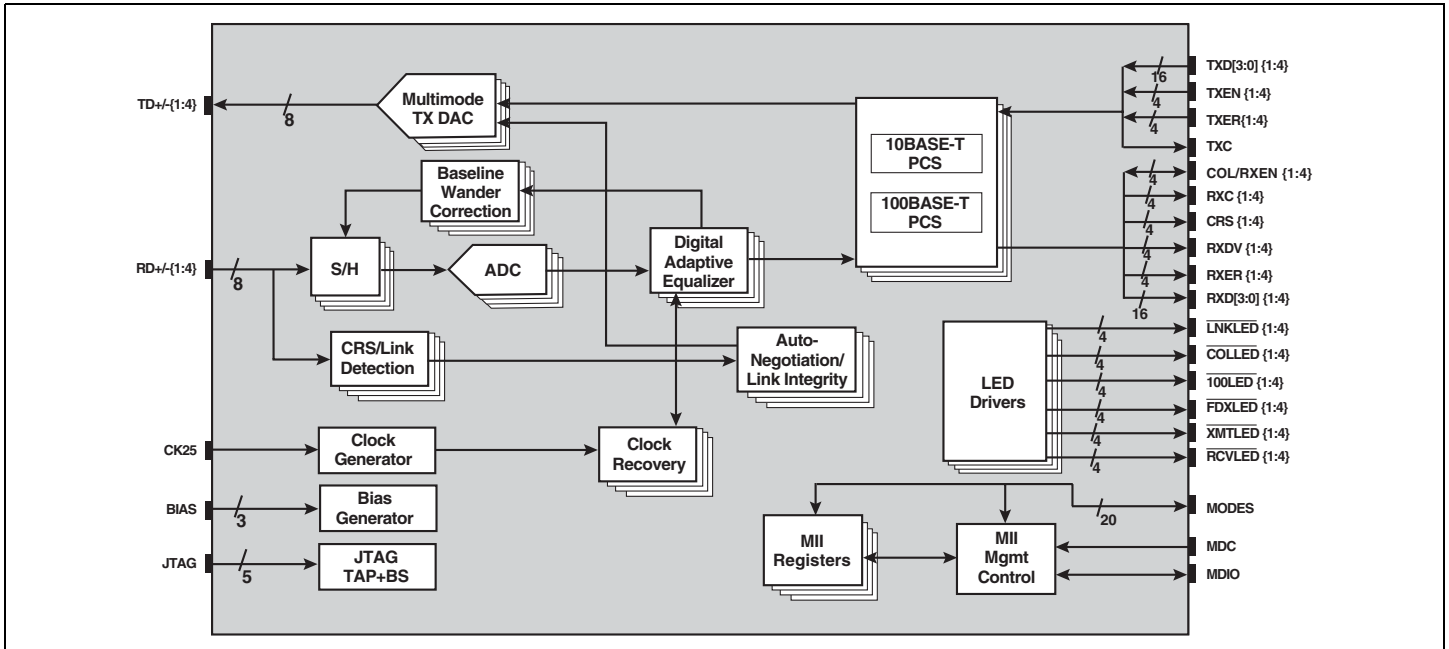 TD+/-{1:4}
8
Multimode
TX DAC
Baseline
Wander
Correction
RD+/-{1:4}
8
S/H
ADC
Digital
Adaptive
Equalizer
10BASE-T
PCS
100BASE-T
PCS
CRS/Link
Detection
Auto-
Negotiation/
Link Integrity
CK25
Clock
Generator
Clock
Recovery
BIAS
3
Bias
Generator
JTAG
5
JTAG
TAP+BS
LED
Drivers
MII
Registers
MII
Mgmt
Control
16
TXD[3:0] {1:4}
4
TXEN {1:4}
4
TXER{1:4}
TXC
4
COL/RXEN {1:4}
4
RXC {1:4}
4
CRS {1:4}
4
RXDV {1:4}
4
RXER {1:4}
16
RXD[3:0] {1:4}
4
LNKLED {1:4}
4
COLLED {1:4}
4
100LED {1:4}
4
FDXLED {1:4}
4
XMTLED {1:4}
4
RCVLED {1:4}
20
MODES
MDC
MDIO